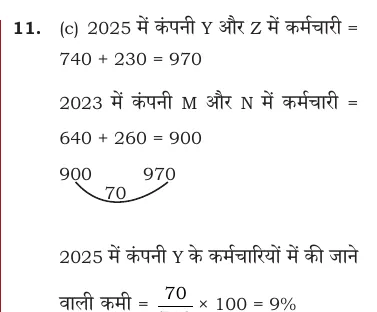 11. (c) 2025 में कंपनी Y और Z में कर्मचारी =
740 + 230 = 970
2023 में कंपनी M और N में कर्मचारी =
640 + 260 = 900
900 970
70
2025 में कंपनी Y के कर्मचारियों में की जाने
वाली कमी = 70 × 100 = 9%